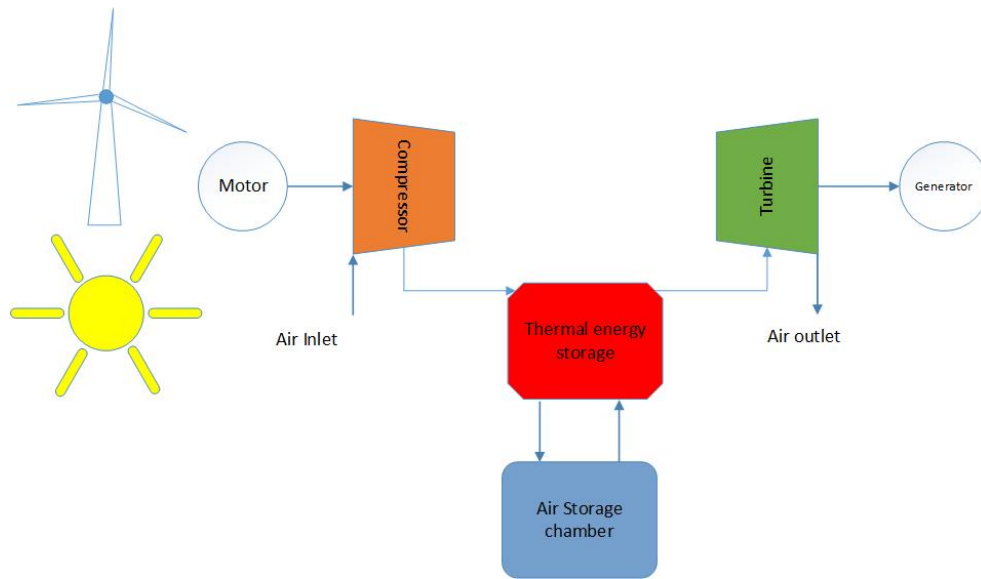 Motor
Compressor
Turbine
Generator
Air Inlet
Thermal energy
storage
Air outlet
Air Storage
chamber